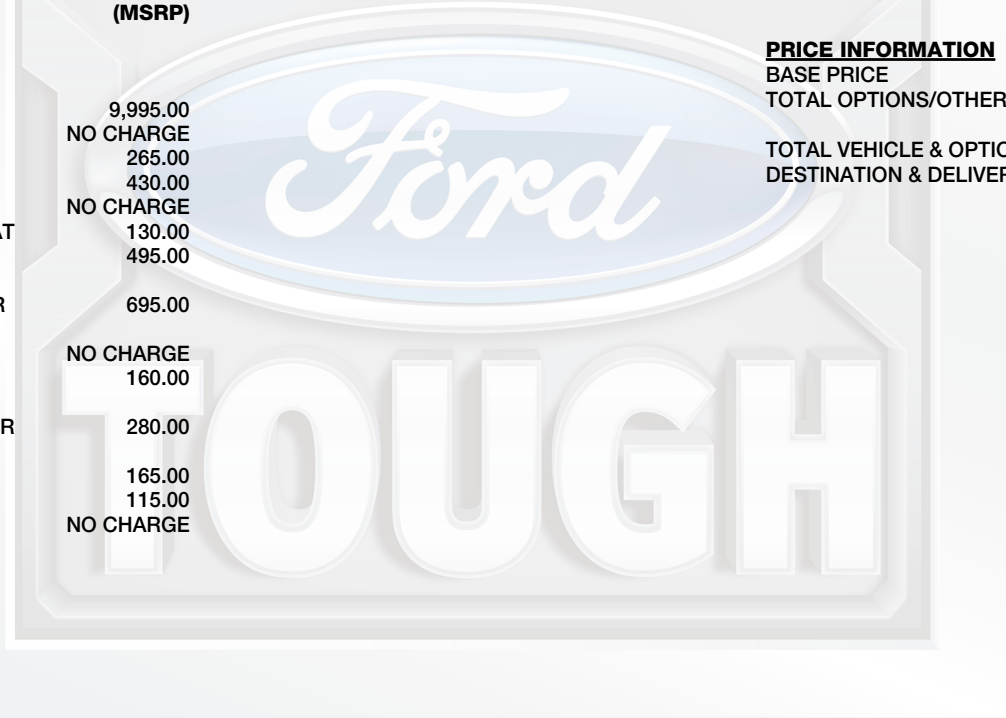 (MSRP)
9,995.00
NO CHARGE
265.00
430.00
NO CHARGE
AT 130.00
495.00
R 695.00
NO CHARGE
160.00
R 280.00
165.00
115.00
NO CHARGE
PRICE INFORMATION
BASE PRICE
TOTAL OPTIONS/OTHER
TOTAL VEHICLE & OPTIO
DESTINATION & DELIVER
Ford
TOUGH